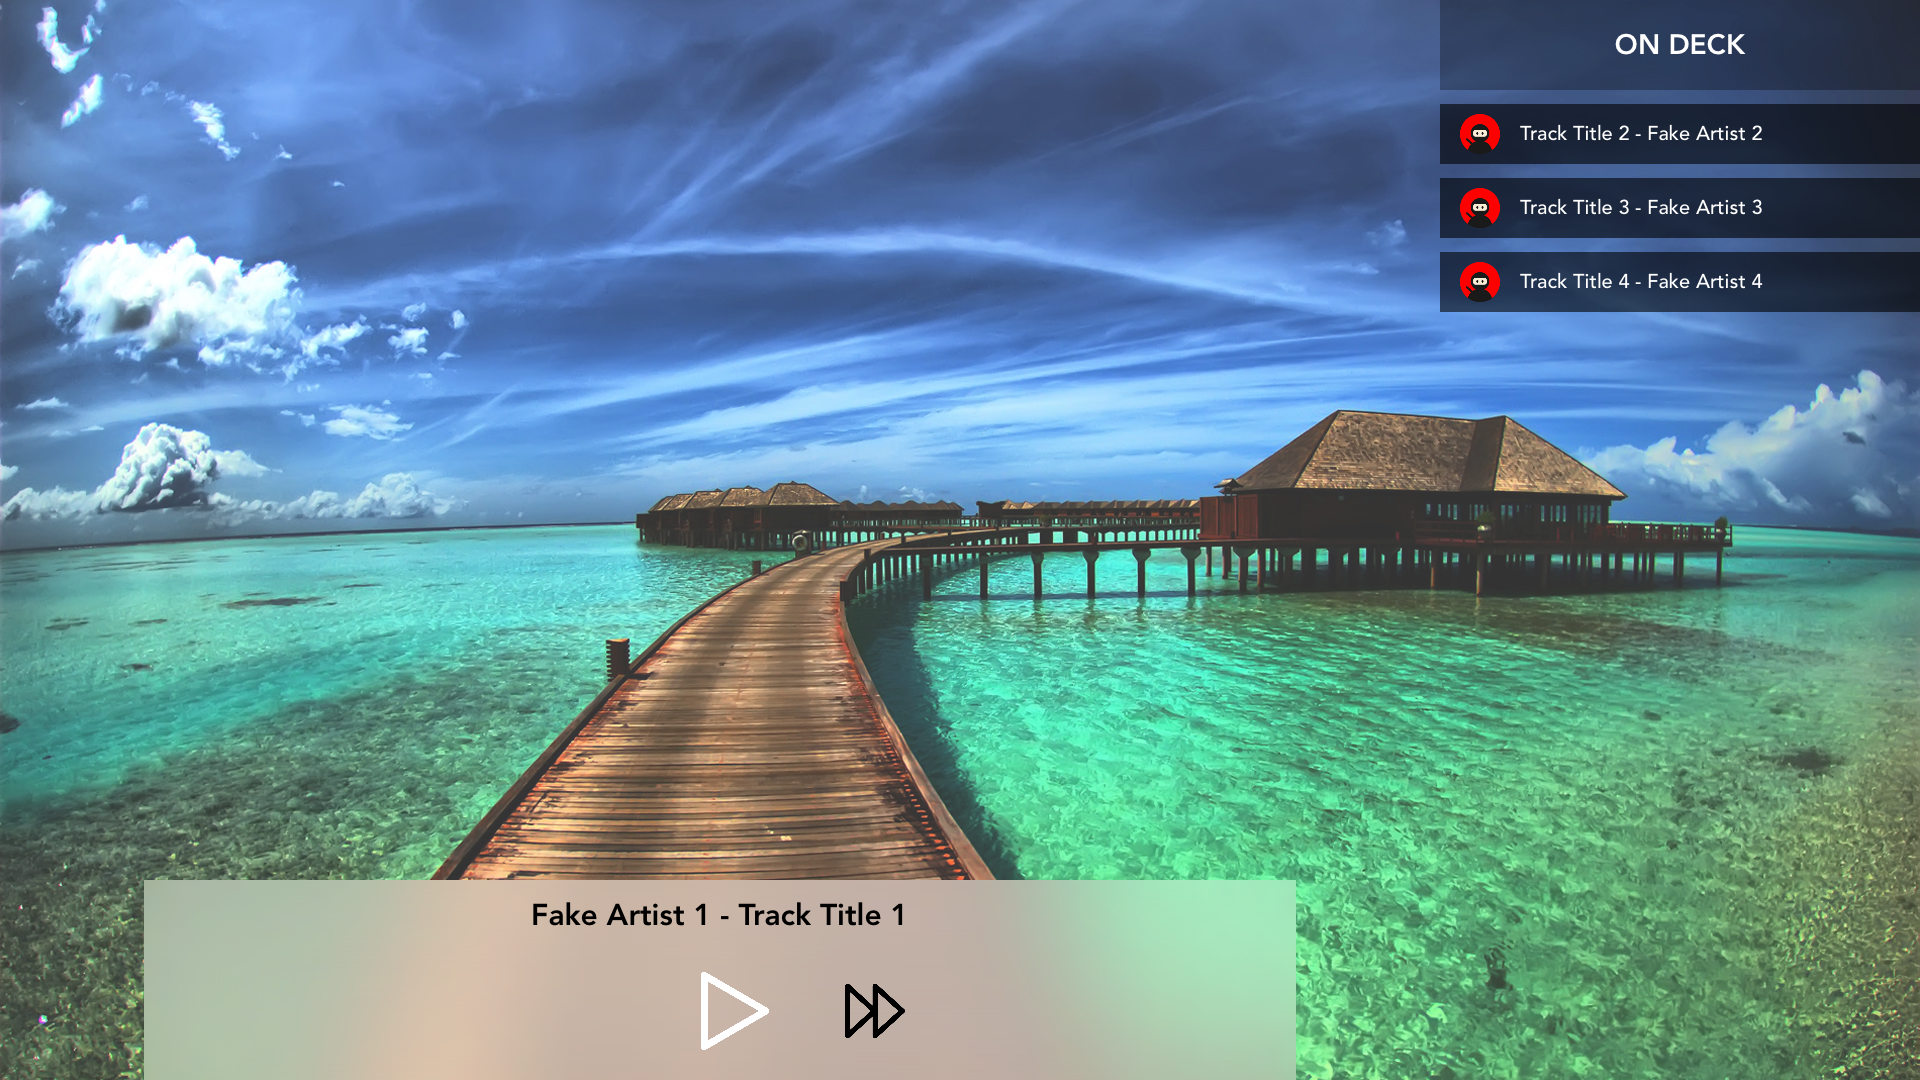 ON DECK
Track Title 2 - Fake Artist 2
Track Title 3 - Fake Artist 3
Track Title 4 - Fake Artist 4
Fake Artist 1 - Track Title 1